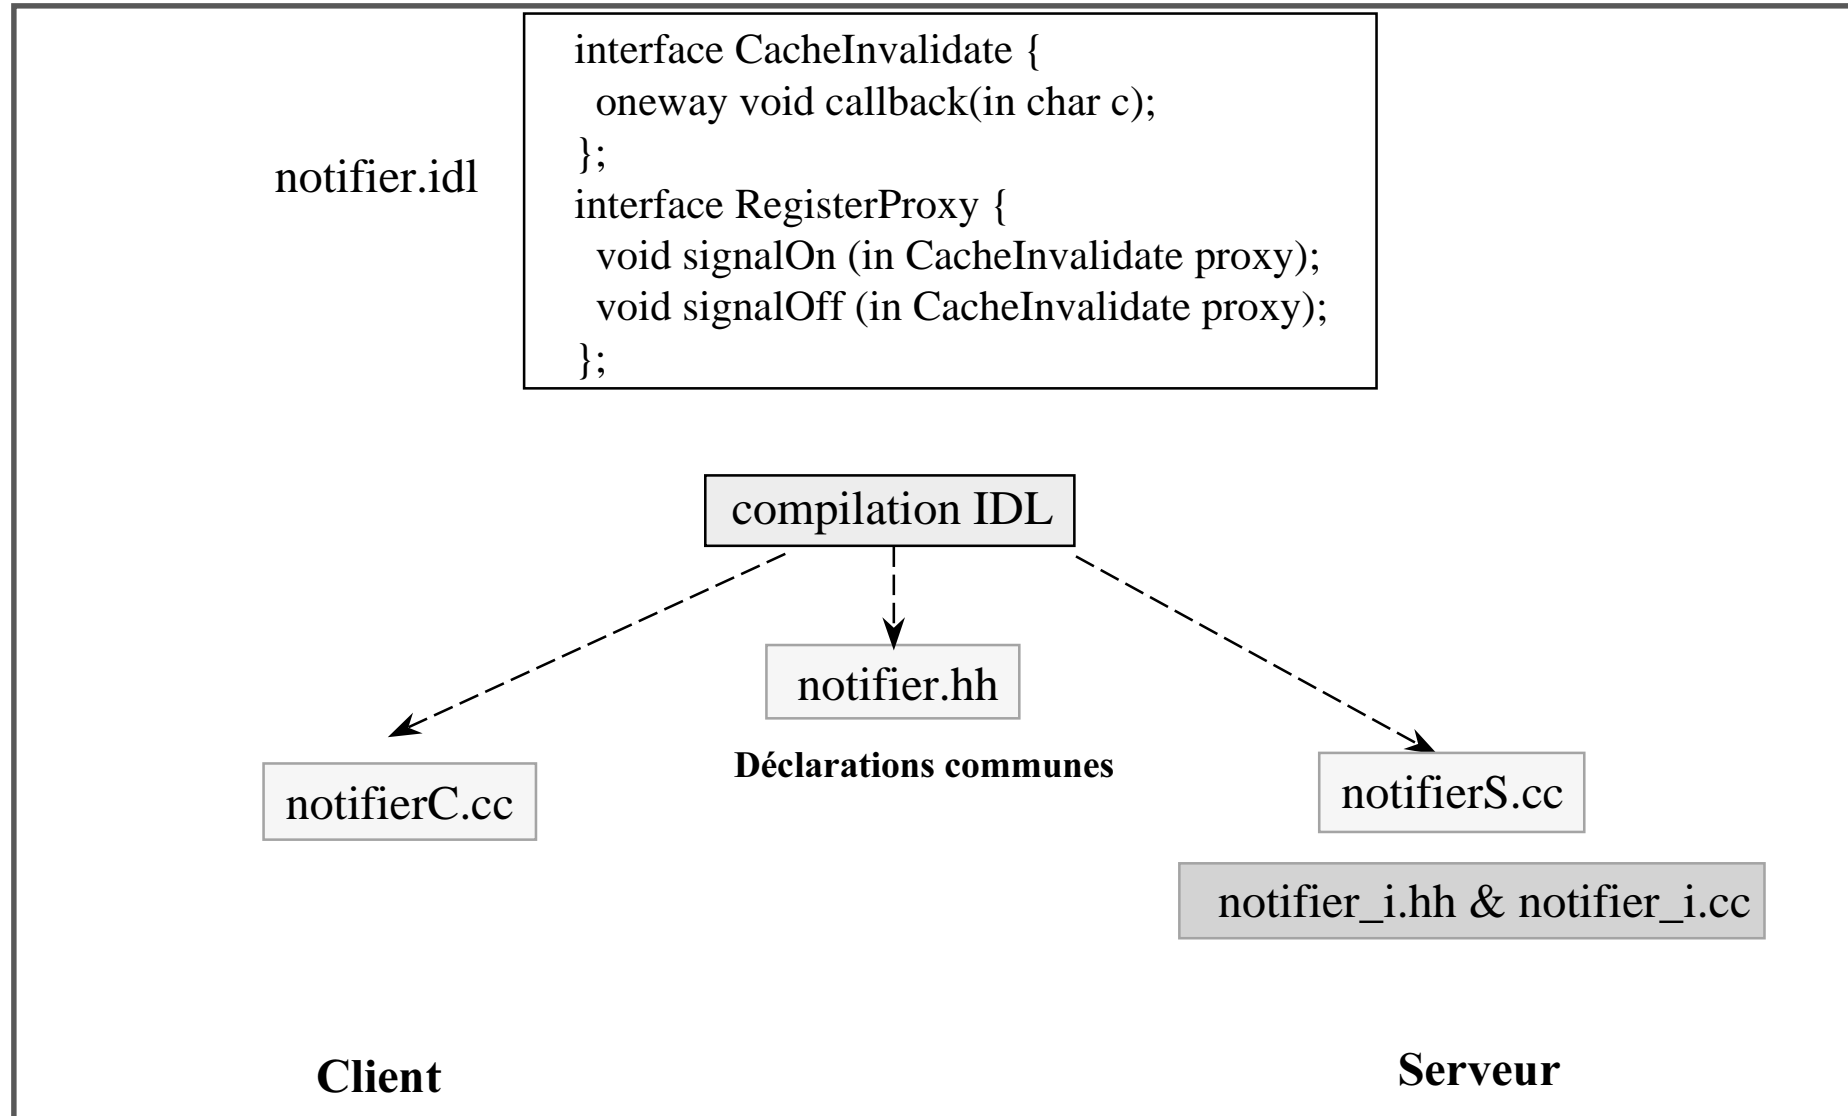 interface CacheInvalidate {
oneway void callback(in char c);
};
notifier.idl
interface RegisterProxy {
void signalOn (in CacheInvalidate proxy);
void signalOff (in CacheInvalidate proxy);
};
compilation IDL
notifier.hh
Déclarations communes
notifierC.cc
notifierS.cc
notifier_i.hh & notifier_i.cc
Client
Serveur